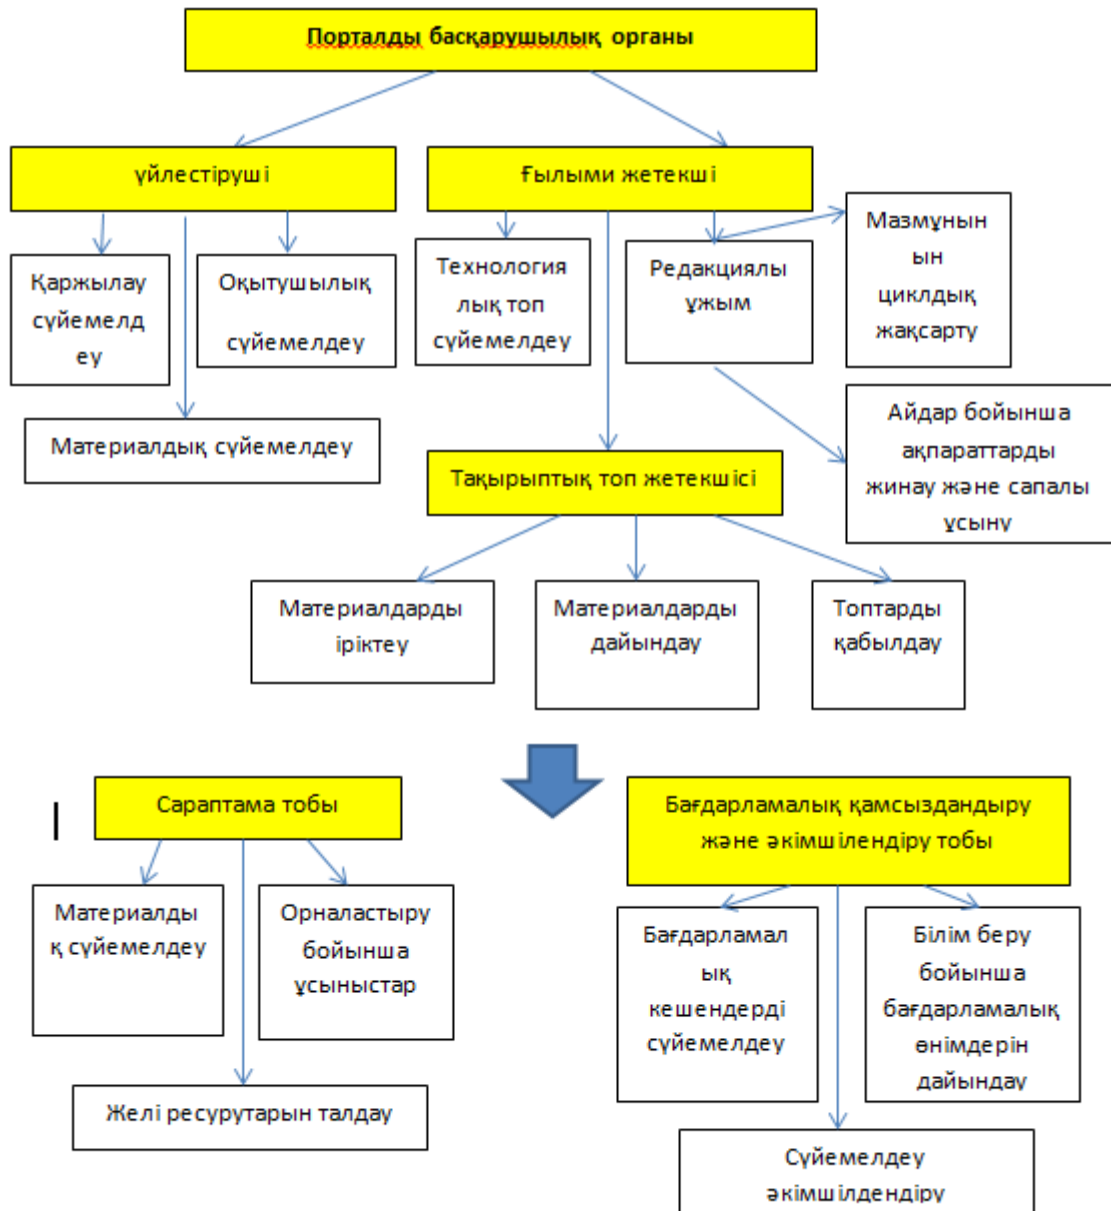 Порталды басқарушылық органы
үйлестіруші
Ғылыми жетекші
Қаржылау
сүйемелд
еу
Оқытушылық
сүйемелдеу
Технология
лық топ
сүйемелдеу
Редакциялы
ұжым
Мазмұнын
ын
циклдық
жақсарту
Материалдық сүйемелдеу
Айдар бойынша
ақпараттарды
жинау және сапалы
ұсыну
Тақырыптық топ жетекшісі
Материалдарды
іріктеу
Материалдарды
дайындау
Топтарды
қабылдау
Сараптама тобы
Бағдарламалық қамсыздандыру
және әкімшілендіру тобы
Материалды
қ сүйемелдеу
Орналастыру
бойынша
ұсыныстар
Бағдарламал
ық
кешендерді
сүйемелдеу
Білім беру
бойынша
бағдарламалық
өнімдерін
дайындау
Желі ресурутарын талдау
Сүйемелдеу
әкімшілдендіру